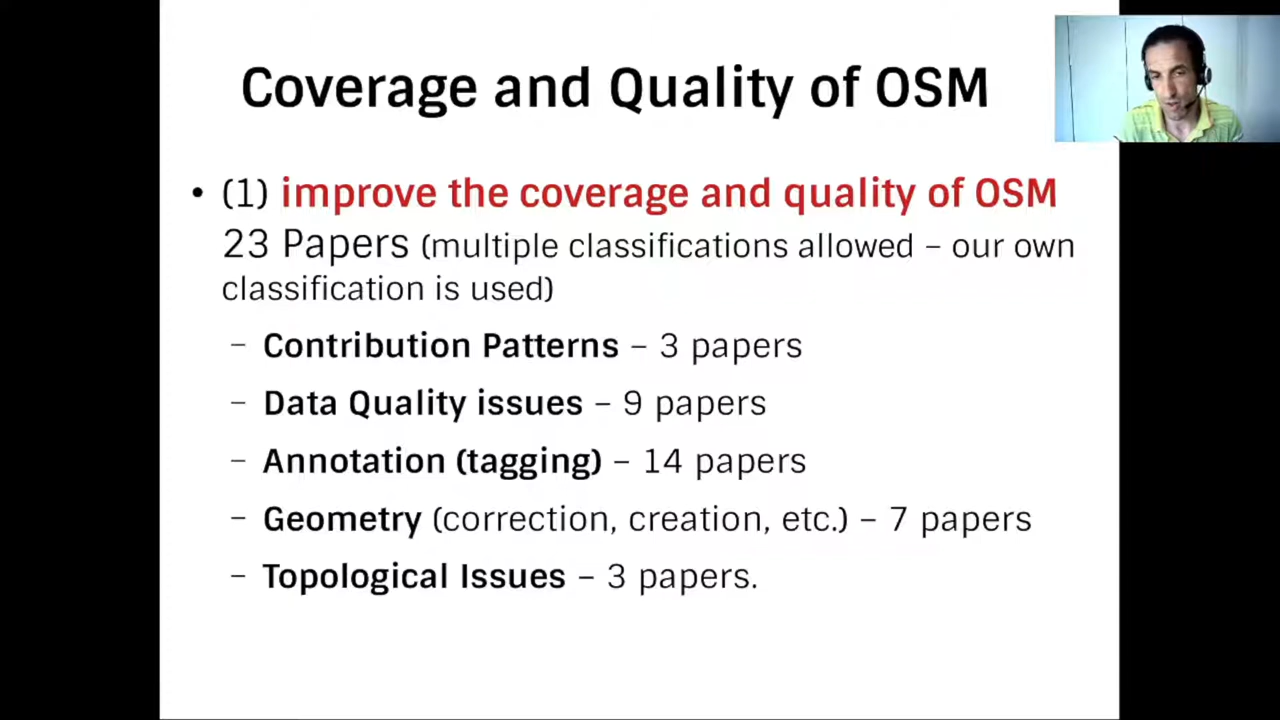 Coverage and Quality of OSM
• (1) improve the coverage and quality of OSM
23 Papers (multiple classifications allowed – our own
classification is used)
– Contribution Patterns – 3 papers
– Data Quality issues – 9 papers
– Annotation (tagging) – 14 papers
– Geometry (correction, creation, etc.) – 7 papers
– Topological Issues – 3 papers.